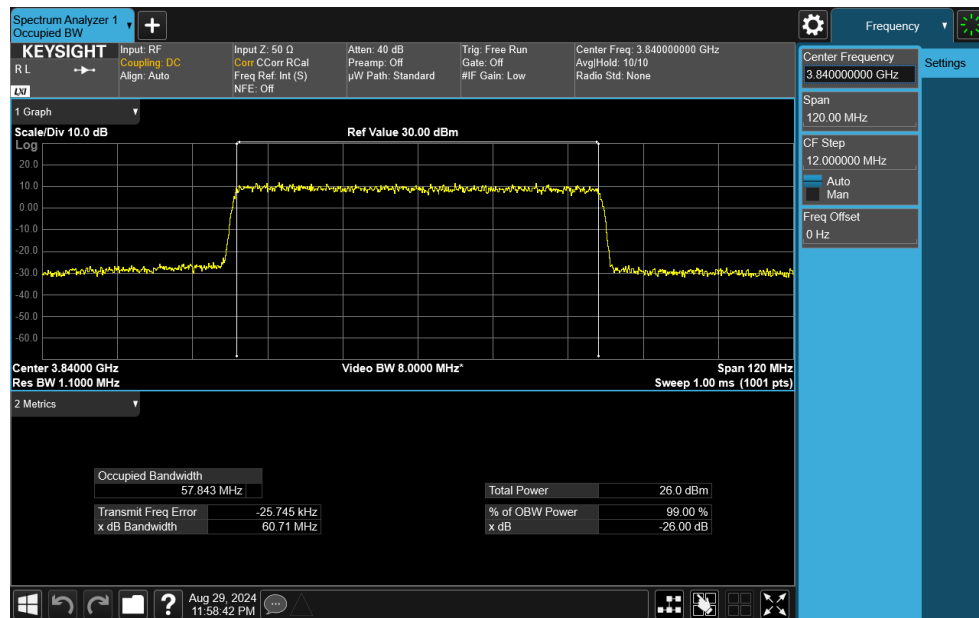 Spectrum Analyzer 1
Occupied BW
Frequency
KEYSIGHT
R L
LXI
Input: RF
Coupling: DC
Align: Auto
Input Z: 50 Ω
Corr CCorr RCal
Freq Ref: Int (S)
NFE: Off
Atten: 40 dB
Preamp: Off
µW Path: Standard
Trig: Free Run
Gate: Off
#IF Gain: Low
Center Freq: 3.840000000 GHz
Avg|Hold: 10/10
Radio Std: None
Center Frequency
3.840000000 GHz
Settings
Span
120.00 MHz
CF Step
12.000000 MHz
Auto
Man
Freq Offset
0 Hz
1 Graph
Scale/Div 10.0 dB
Ref Value 30.00 dBm
Log
20.0
10.0
0.00
-10.0
-20.0
-30.0
-40.0
-50.0
-60.0
Center 3.84000 GHz
Video BW 8.0000 MHz*
Span 120 MHz
Res BW 1.1000 MHz
Sweep 1.00 ms (1001 pts)
2 Metrics
Occupied Bandwidth
57.843 MHz
Total Power 26.0 dBm
Transmit Freq Error -25.745 kHz
% of OBW Power 99.00 %
x dB Bandwidth 60.71 MHz
x dB -26.00 dB
?
Aug 29, 2024
11:58:42 PM